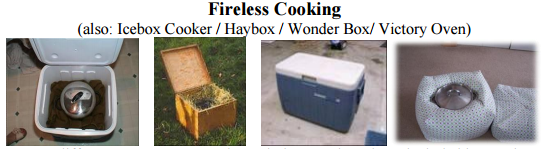 Fireless Cooking
(also: Icebox Cooker / Haybox / Wonder Box/ Victory Oven)